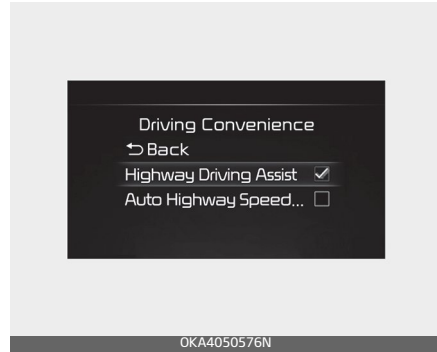 Driving Convenience
Back
Highway Driving Assist
Auto Highway Speed...
OKA4050576N